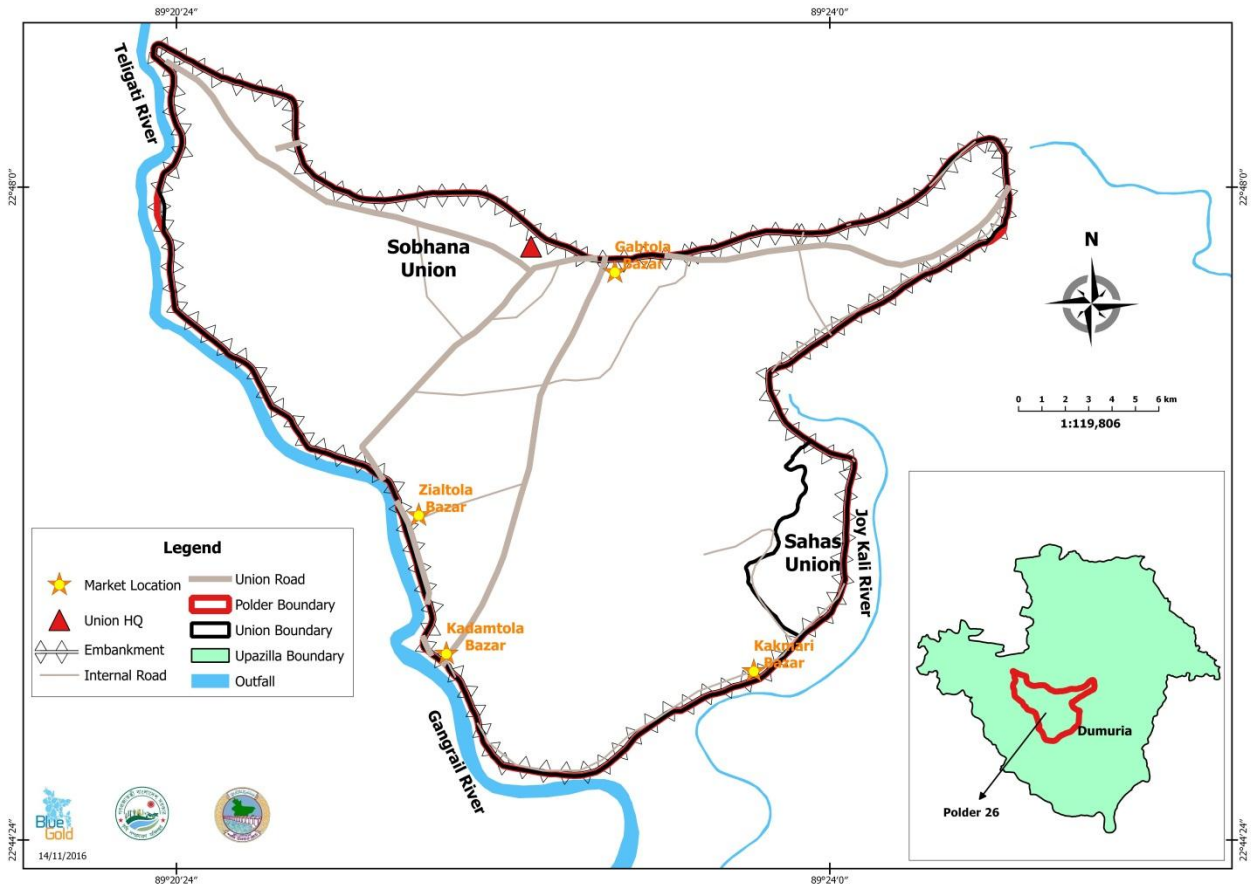 89°20'24"
89°24'0"
22°48'0"
22°48'0"
Teligati River
Sobhana
Union
Gabtola
Bazar
N
0 1 2 3 4 5 6 km
1:119,806
Zialtola
Bazar
Sahas
Union
Joy Kali River
Kadamtola
Bazar
Kakmari
Bazar
Gangrail River
Legend
Market Location
Union HQ
Embankment
Internal Road
Union Road
Polder Boundary
Union Boundary
Upazilla Boundary
Outfall
Dumuria
Polder 26
Blue
Gold
14/11/2016
22°44'24"
22°44'24"
89°20'24"
89°24'0"